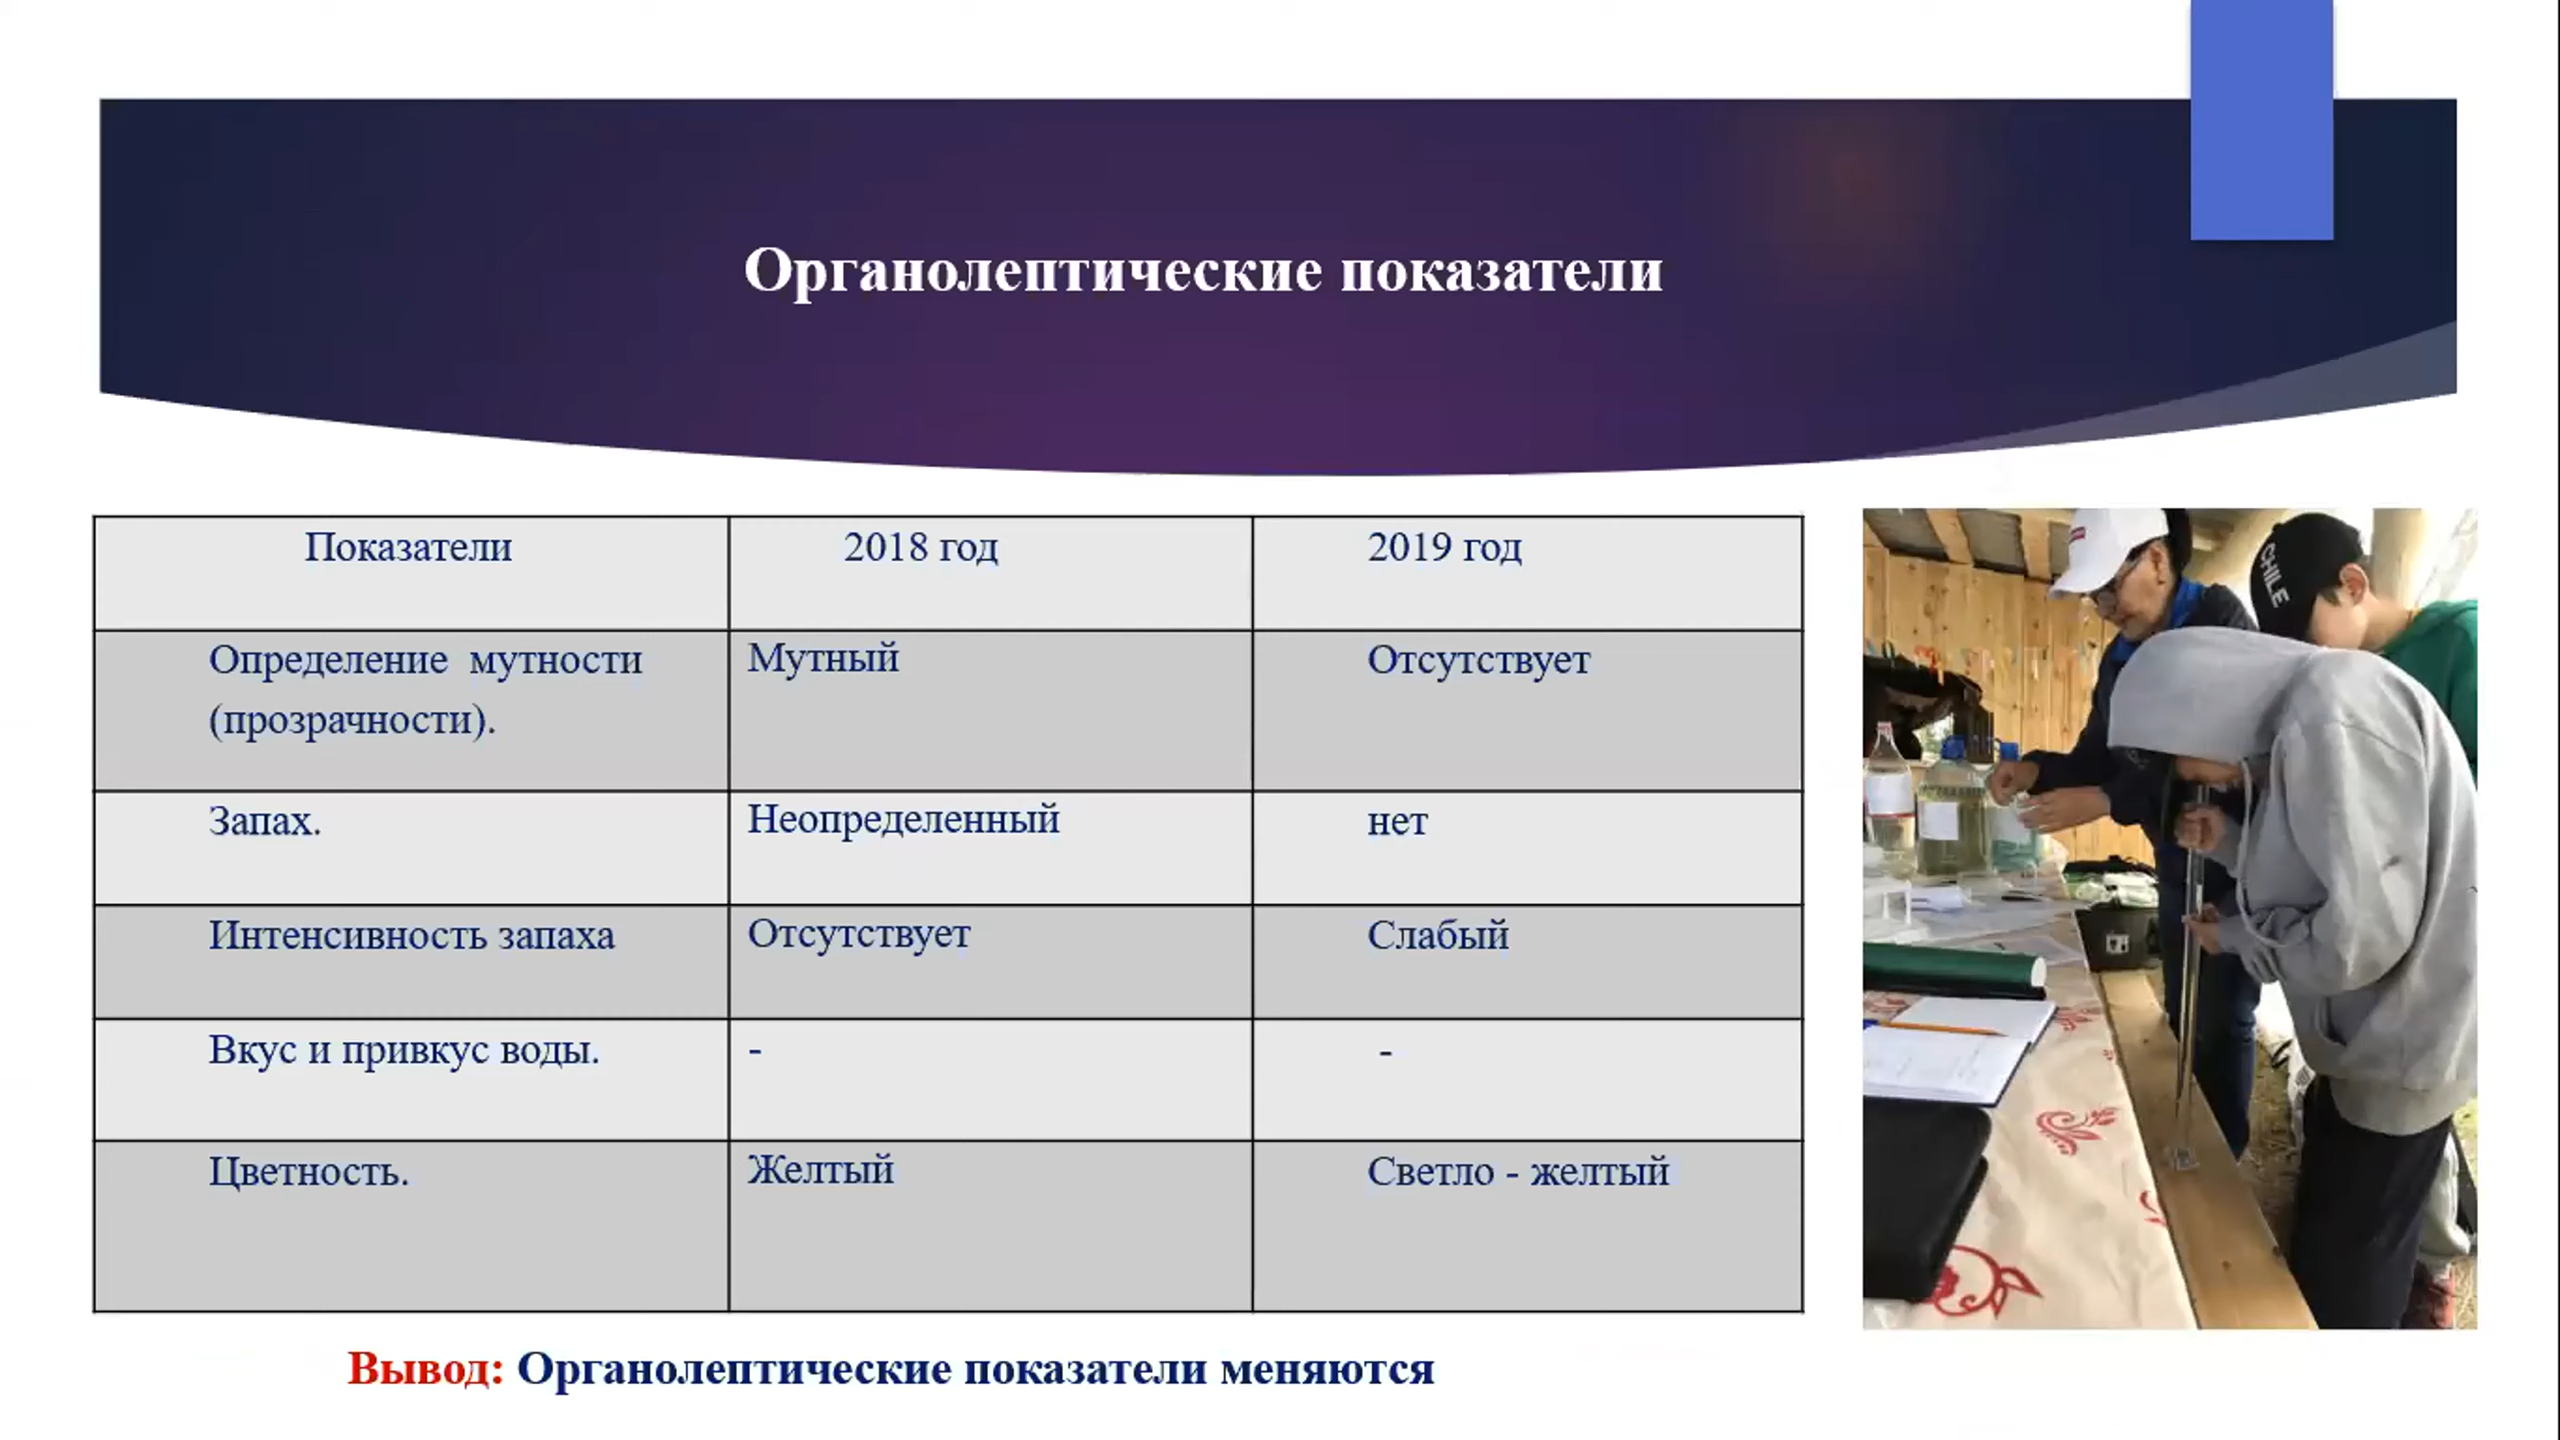 Органолептические показатели
Показатели
2018 год
2019 год
Определение мутности
(прозрачности).
Мутный
Отсутствует
Запах.
Неопределенный
нет
Интенсивность запаха
Отсутствует
Слабый
Вкус и привкус воды.
-
-
Цветность.
Желтый
Светло - желтый
Вывод: Органолептические показатели меняются
CHILE